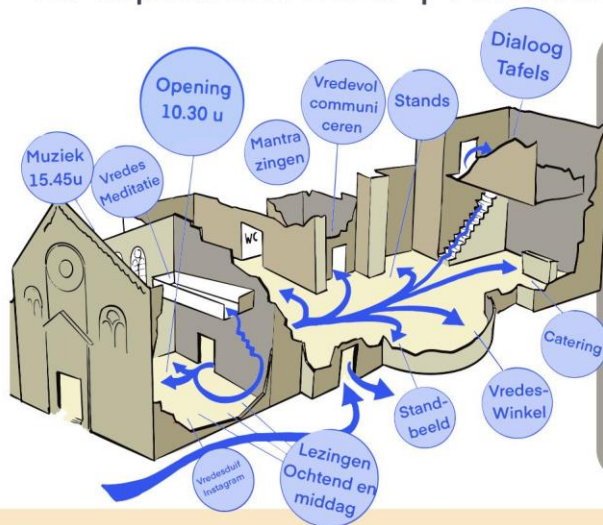 Opening
10.30 u
Muziek
15.45u
Vredes
Meditatie
Mantra
zingen
Vredevol
communi
ceren
Stands
Dialoog
Tafels
WC
Catering
Vredes-
Winkel
Stand-
beeld
Lezingen
Ochtend en
middag
Vredesduif
Instagram